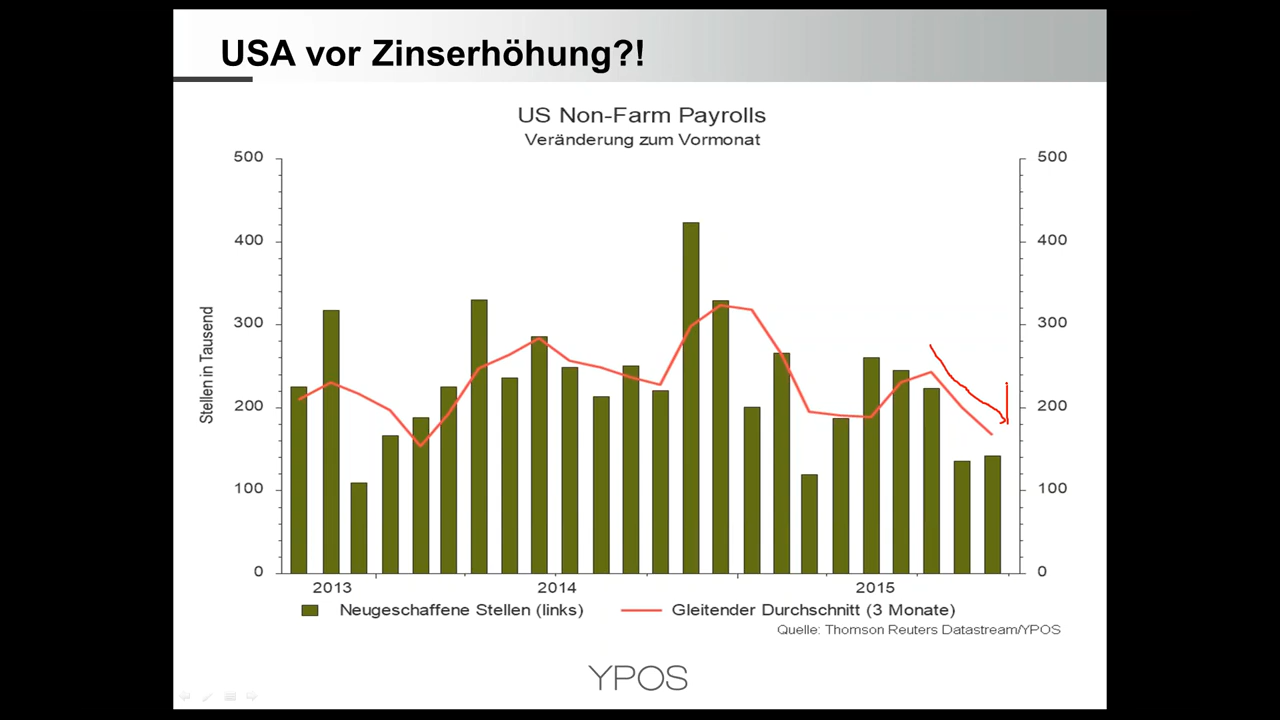 USA vor Zinserhöhung?!
US Non-Farm Payrolls
Veränderung zum Vormonat
500 500
400 400
300 300
200 200
100 100
0 0
Stellen in Tausend
2013 2014 2015
Neugeschaffene Stellen (links) Gleitender Durchschnitt (3 Monate)
Quelle: Thomson Reuters Datastream/YPOS
YPOS